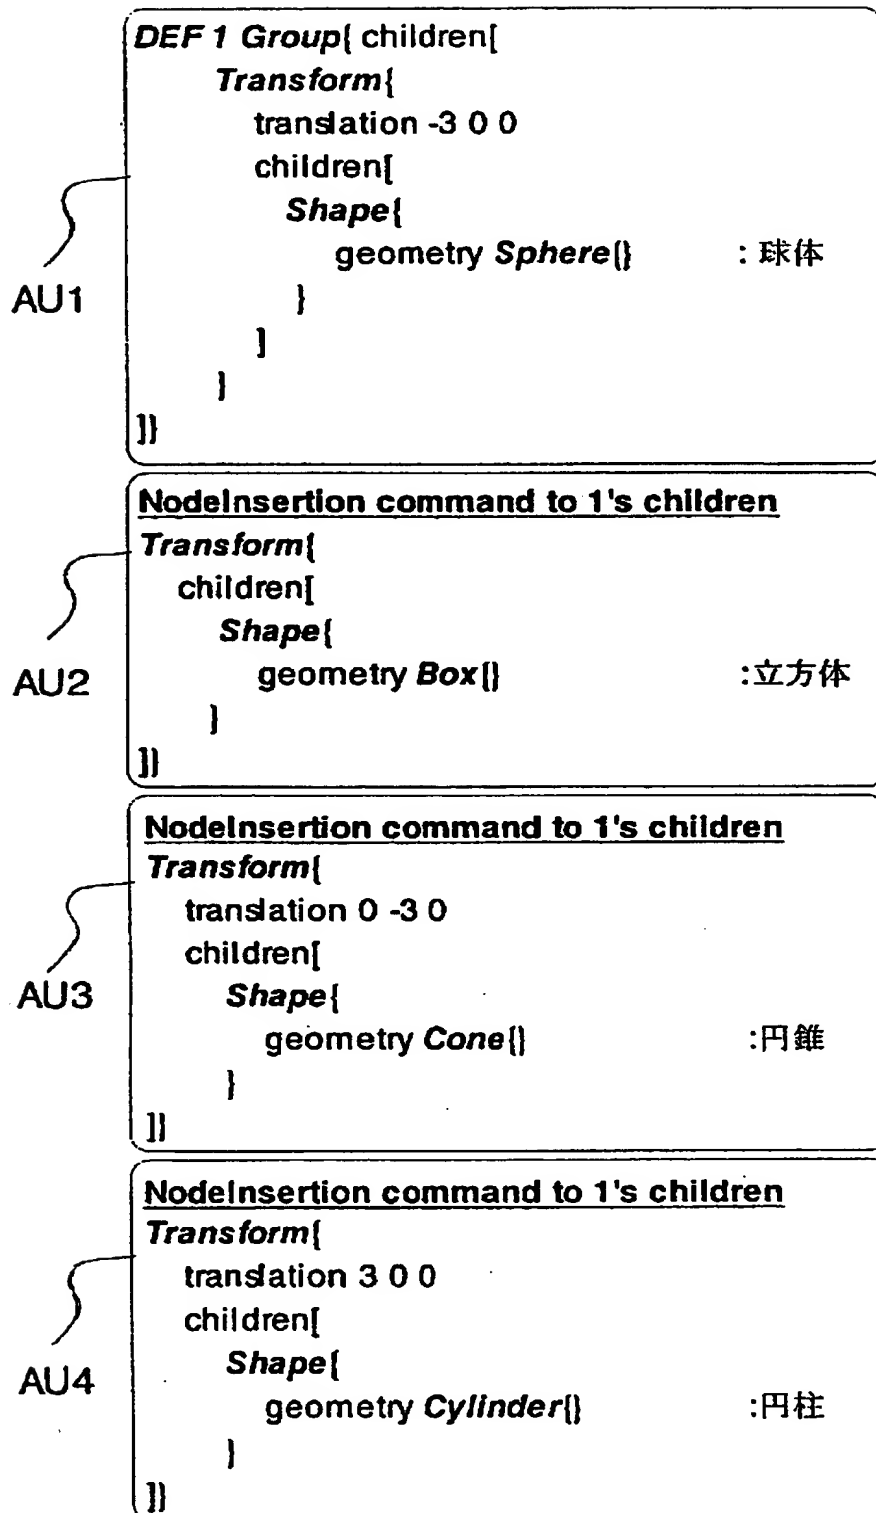 DEF 1 Group{ children[
Transform{
translation -3 0 0
children[
Shape{
geometry Sphere{} : 球体
}
]
}
]}
AU1
NodeInsertion command to 1's children
Transform{
children[
Shape{
geometry Box{} :立方体
}
]}
AU2
NodeInsertion command to 1's children
Transform{
translation 0 -3 0
children[
Shape{
geometry Cone{} :円錐
}
]}
AU3
NodeInsertion command to 1's children
Transform{
translation 3 0 0
children[
Shape{
geometry Cylinder{} :円柱
}
]}
AU4